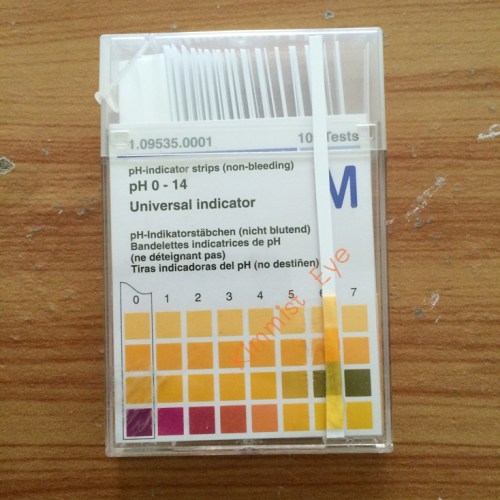 1.09535.0001
10 Tests
pH-indicator strips (non-bleeding)
pH 0 - 14
Universal indicator
M
pH-Indikatorstäbchen (nicht blutend)
Bandelettes indicatrices de pH
(ne déteignant pas)
Tiras indicadoras del pH (no destiñen)
Kimmist Eye
0 1 2 3 4 5 6 7